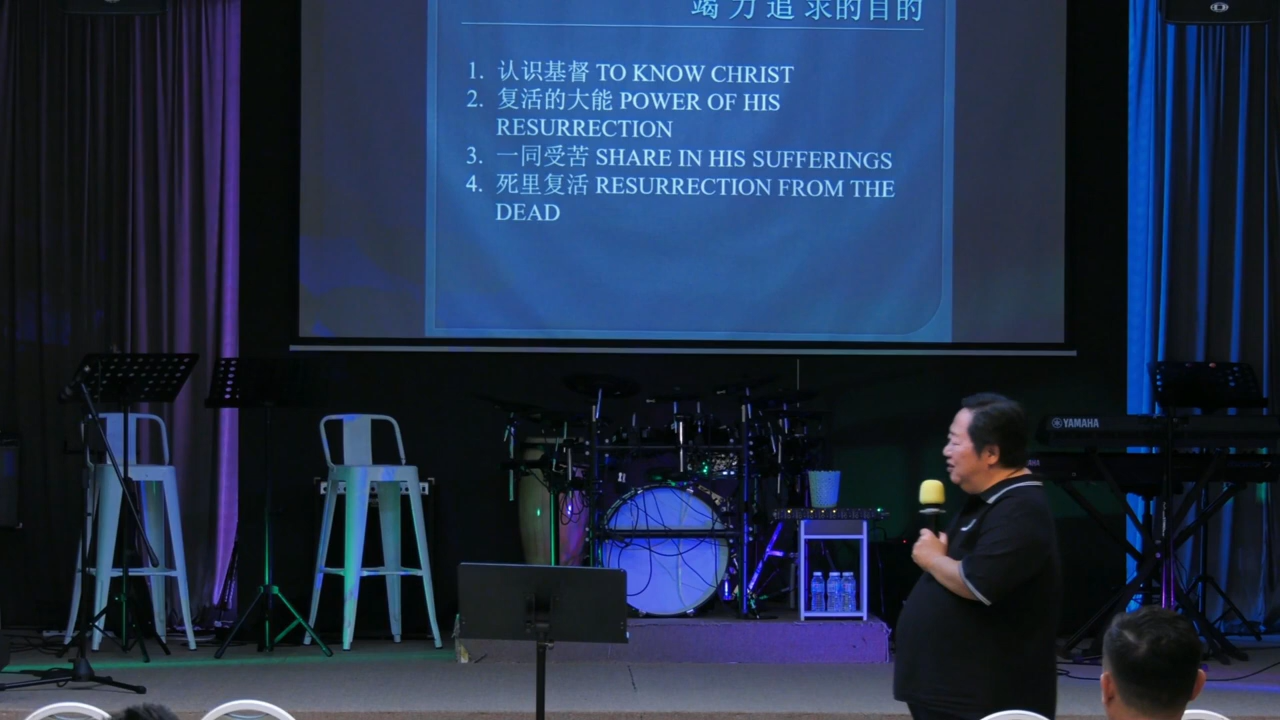 竭力追求的目的
1. 认识基督 TO KNOW CHRIST
2. 复活的大能 POWER OF HIS
RESURRECTION
3. 一同受苦 SHARE IN HIS SUFFERINGS
4. 死里复活 RESURRECTION FROM THE
DEAD
YAMAHA